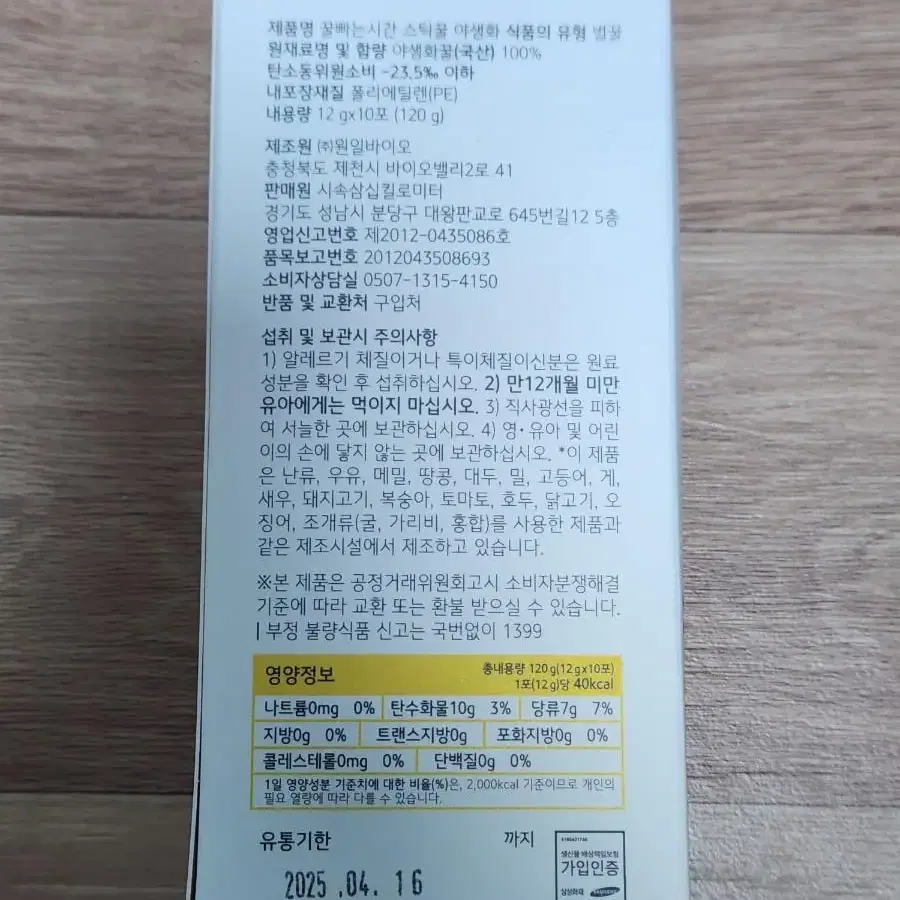 제품명 꿀빠는시간 스틱꿀 야생화 식품의 유형 벌꿀
원재료명 및 함량 야생화꿀(국산) 100%
탄소동위원소비 -23.5‰ 이하
내포장재질 폴리에틸렌(PE)
내용량 12 gx10포 (120 g)
제조원 ㈜원일바이오
충청북도 제천시 바이오밸리2로 41
판매원 시속삼십킬로미터
경기도 성남시 분당구 대왕판교로 645번길12 5층
영업신고번호 제2012-0435086호
품목보고번호 2012043508693
소비자상담실 0507-1315-4150
반품 및 교환처 구입처
섭취 및 보관시 주의사항
1) 알레르기 체질이거나 특이체질이신분은 원료
성분을 확인 후 섭취하십시오. 2) 만12개월 미만
유아에게는 먹이지 마십시오. 3) 직사광선을 피하
여 서늘한 곳에 보관하십시오. 4) 영·유아 및 어린
이의 손에 닿지 않는 곳에 보관하십시오. *이 제품
은 난류, 우유, 메밀, 땅콩, 대두, 밀, 고등어, 게,
새우, 돼지고기, 복숭아, 토마토, 호두, 닭고기, 오
징어, 조개류(굴, 가리비, 홍합)를 사용한 제품과
같은 제조시설에서 제조하고 있습니다.
※본 제품은 공정거래위원회고시 소비자분쟁해결
기준에 따라 교환 또는 환불 받으실 수 있습니다.
| 부정 불량식품 신고는 국번없이 1399
영양정보 총내용량 120 g(12 g x10포)
1포(12 g)당 40kcal
나트륨0mg 0% 탄수화물10g 3% 당류7g 7%
지방0g 0% 트랜스지방0g 포화지방0g 0%
콜레스테롤0mg 0% 단백질0g 0%
1일 영양성분 기준치에 대한 비율(%)은, 2,000kcal 기준이므로 개인의
필요 열량에 따라 다를 수 있습니다.
유통기한 까지
2025.04.16
생산물 배상책임보험
가입인증
삼성화재 SAMSUNG